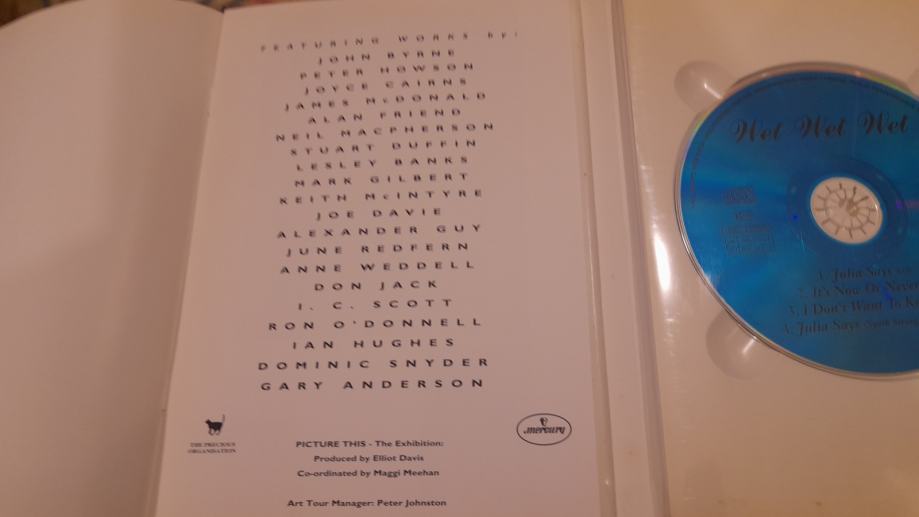 FEATURING WORKS by:
JOHN BYRNE
PETER HOWSON
JOYCE CAIRNS
JAMES McDONALD
ALAN FRIEND
NEIL MACPHERSON
STUART DUFFIN
LESLEY BANKS
MARK GILBERT
KEITH McINTYRE
JOE DAVIE
ALEXANDER GUY
JUNE REDFERN
ANNE WEDDELL
DON JACK
I. C. SCOTT
RON O'DONNELL
IAN HUGHES
DOMINIC SNYDER
GARY ANDERSON
THE PRECIOUS
ORGANISATION
mercury
PICTURE THIS - The Exhibition:
Produced by Elliot Davis
Co-ordinated by Maggi Meehan
Art Tour Manager: Peter Johnston
Wet Wet Wet
1. Julia Says
2. It's Now Or Never
3. I Don't Want To
4. Julia Says